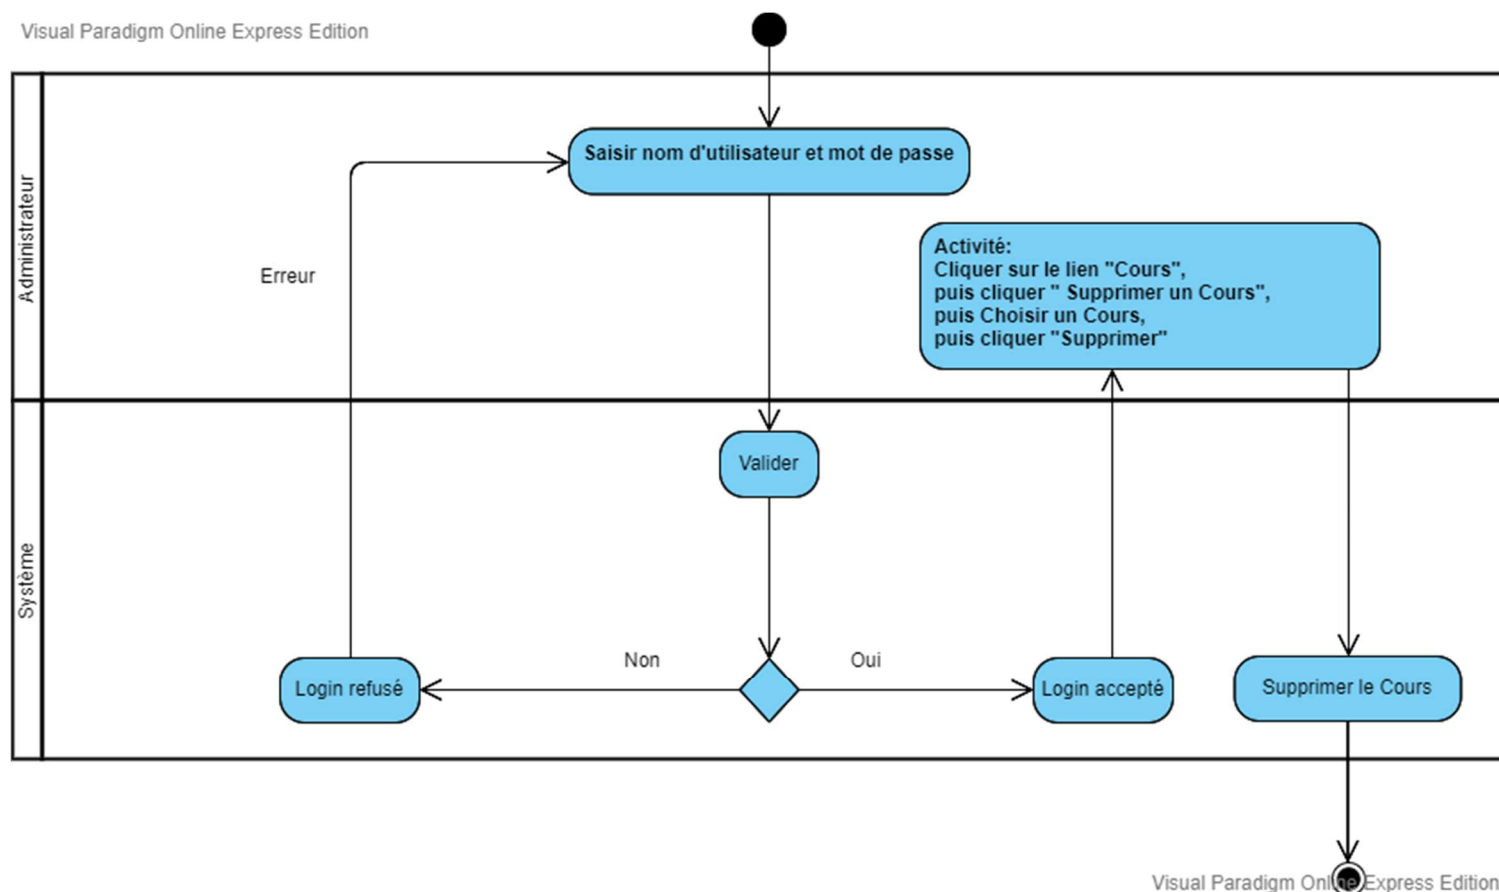 Visual Paradigm Online Express Edition
Administrateur
Saisir nom d'utilisateur et mot de passe
Erreur
Activité:
Cliquer sur le lien "Cours",
puis cliquer " Supprimer un Cours",
puis Choisir un Cours,
puis cliquer "Supprimer"
Système
Valider
Non
Oui
Login refusé
Login accepté
Supprimer le Cours
Visual Paradigm Online Express Edition